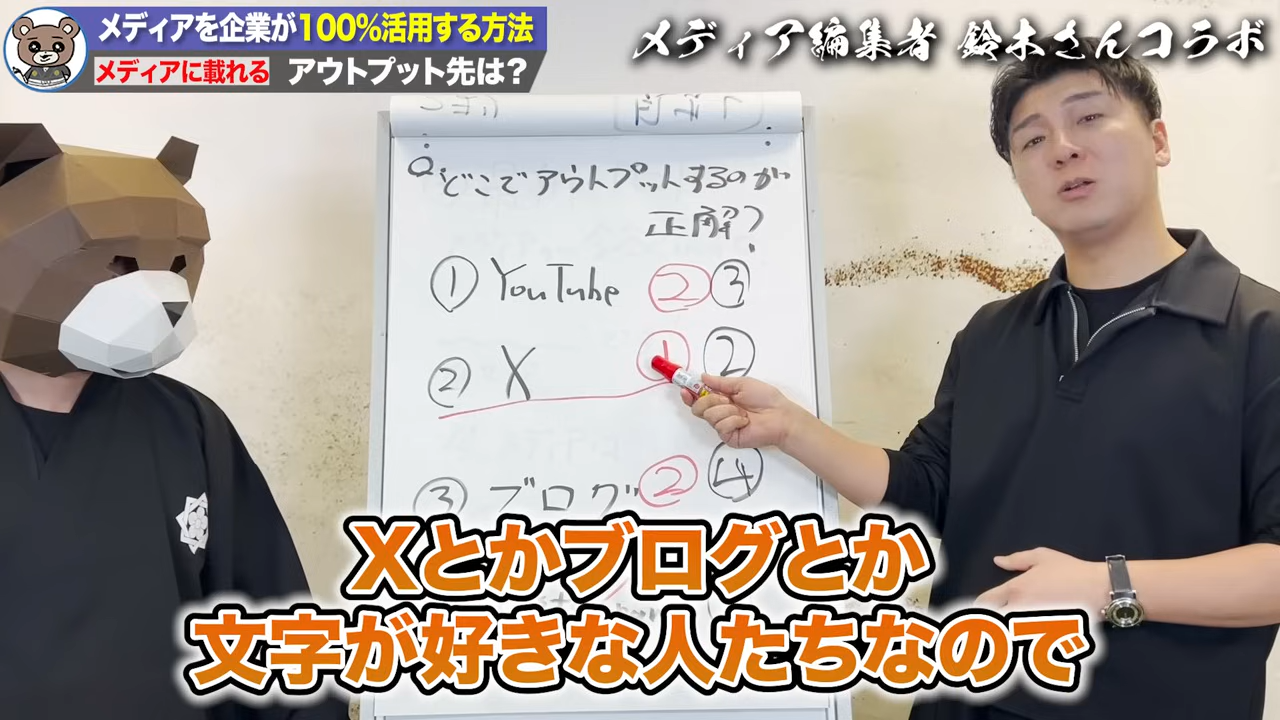 メディアを企業が100%活用する方法
メディアに載れる アウトプット先は？
メディア編集者 鈴木さんコラボ
Q.どこでアウトプットするのが
正解?
① YouTube ② ③
② X ① ②
③ ブログ ② ④
Xとかブログとか
文字が好きな人たちなので